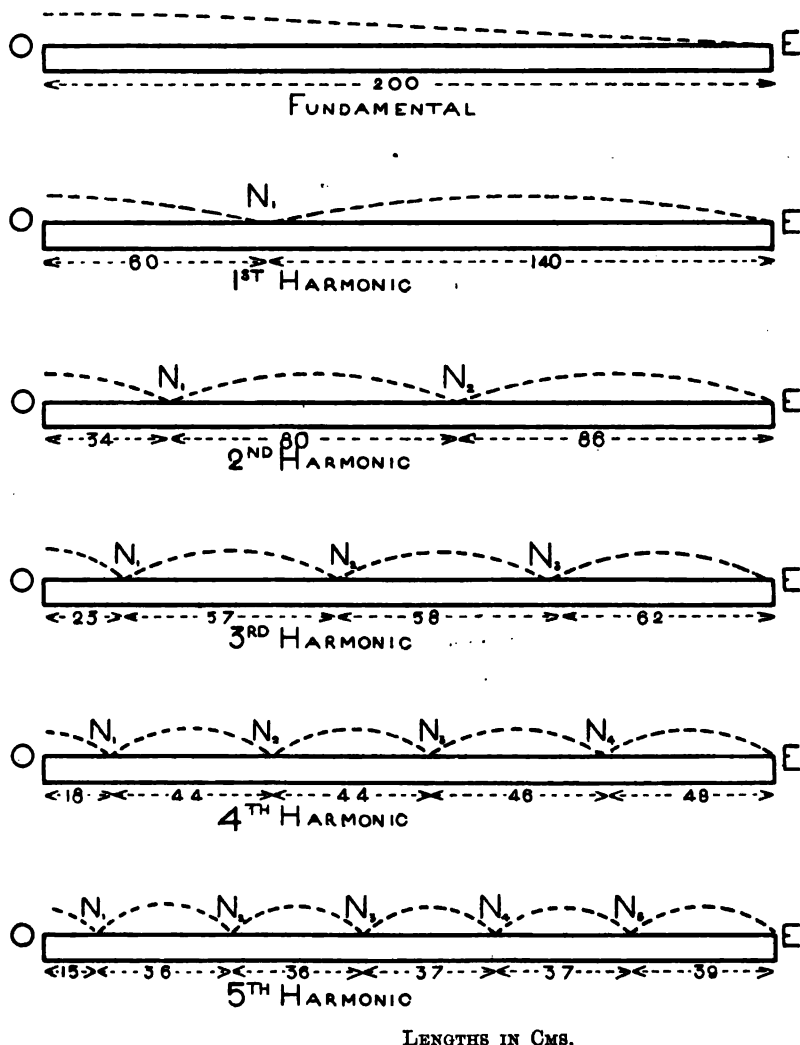 O E
200
FUNDAMENTAL
N₁
O E
60 140
1ST HARMONIC
N₁ N₂
O E
34 80 86
2ND HARMONIC
N₁ N₂ N₃
O E
23 57 58 62
3RD HARMONIC
N₁ N₂ N₃ N₄
O E
18 44 44 46 48
4TH HARMONIC
N₁ N₂ N₃ N₄ N₅
O E
15 36 36 37 37 39
5TH HARMONIC
LENGTHS IN CMS.